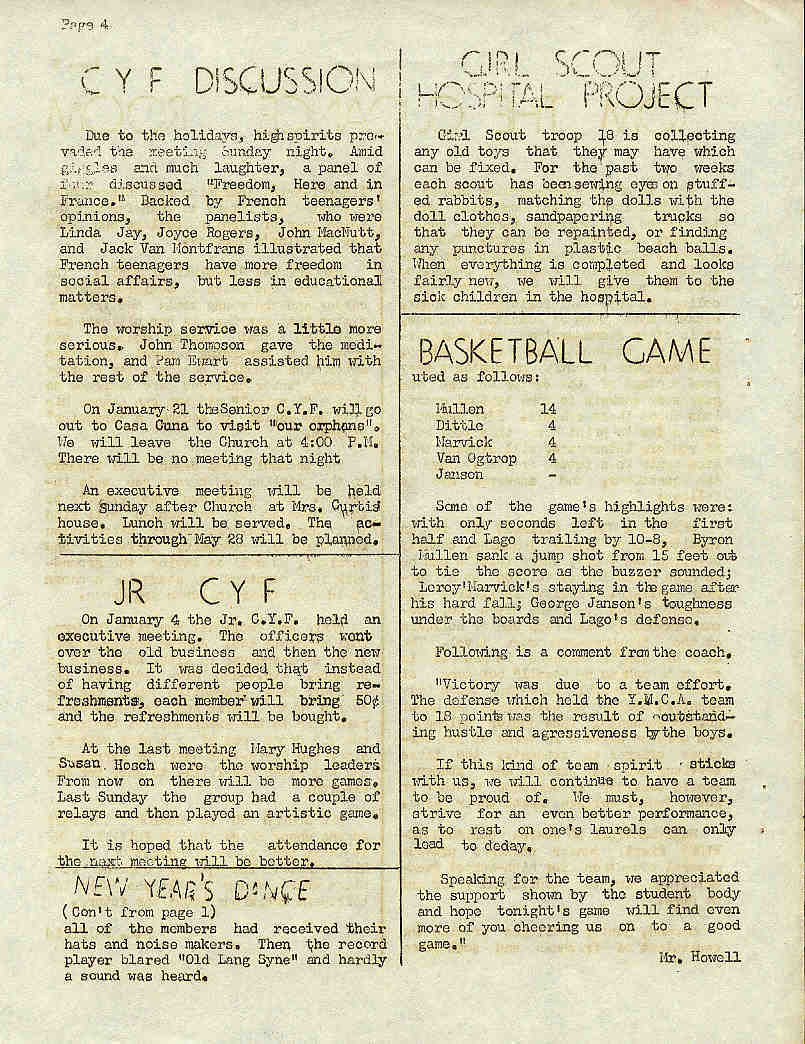 Page 4
C Y F DISCUSSION
Due to the holidays, high spirits pre-
vaded the meeting Sunday night. Amid
giggles and much laughter, a panel of
four discussed "Freedom, Here and in
France." Backed by French teenagers'
opinions, the panelists, who were
Linda Jay, Joyce Rogers, John MacNutt,
and Jack Van Montfrans illustrated that
French teenagers have more freedom in
social affairs, but less in educational
matters.
The worship service was a little more
serious. John Thompson gave the medi-
tation, and Pam Ewart assisted him with
the rest of the service.
On January 21 the Senior C.Y.F. will go
out to Casa Cuna to visit "our orphans".
We will leave the Church at 4:00 P.M.
There will be no meeting that night
An executive meeting will be held
next Sunday after Church at Mrs. Curtis'
house. Lunch will be served. The ac-
tivities through May 28 will be planned.
JR CYF
On January 4 the Jr. C.Y.F. held an
executive meeting. The officers went
over the old business and then the new
business. It was decided that instead
of having different people bring re-
freshments, each member will bring 50¢
and the refreshments will be bought.
At the last meeting Mary Hughes and
Susan Hosch were the worship leaders
From now on there will be more games.
Last Sunday the group had a couple of
relays and then played an artistic game.
It is hoped that the attendance for
the next meeting will be better.
NEW YEAR'S DANCE
(Con't from page 1)
all of the members had received their
hats and noise makers. Then the record
player blared "Old Lang Syne" and hardly
a sound was heard.
GIRL SCOUT
HOSPITAL PROJECT
Girl Scout troop 18 is collecting
any old toys that they may have which
can be fixed. For the past two weeks
each scout has been sewing eyes on stuff-
ed rabbits, matching the dolls with the
doll clothes, sandpapering trucks so
that they can be repainted, or finding
any punctures in plastic beach balls.
When everything is completed and looks
fairly new, we will give them to the
sick children in the hospital.
BASKETBALL GAME
uted as follows:
Mullen 14
Dittle 4
Marvick 4
Van Ogtrop 4
Janson -
Some of the game's highlights were:
with only seconds left in the first
half and Lago trailing by 10-8, Byron
Mullen sank a jump shot from 15 feet out
to tie the score as the buzzer sounded;
Leroy Marvick's staying in the game after
his hard fall; George Janson's toughness
under the boards and Lago's defense.
Following is a comment from the coach.
"Victory was due to a team effort.
The defense which held the Y.M.C.A. team
to 18 points was the result of outstand-
ing hustle and agressiveness by the boys.
If this kind of team spirit sticks
with us, we will continue to have a team
to be proud of. We must, however,
strive for an even better performance,
as to rest on one's laurels can only
lead to deday.
Speaking for the team, we appreciated
the support shown by the student body
and hope tonight's game will find even
more of you cheering us on to a good
game."
Mr. Howell